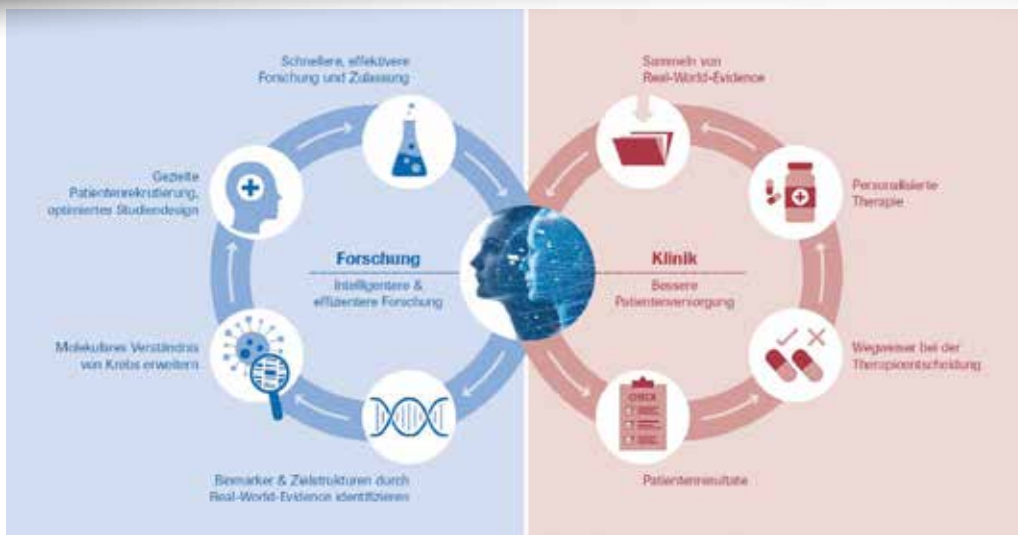 Schnellere, effektivere
Forschung und Zulassung
Gezielte
Patientenrekrutierung,
optimiertes Studiendesign
Molekulares Verständnis
von Krebs erweitern
Biomarker & Zielstrukturen durch
Real-World-Evidence identifizieren
Forschung
Intelligentere &
effizientere Forschung
Klinik
Bessere
Patientenversorgung
Sammeln von
Real-World-Evidence
Personalisierte
Therapie
Wegweiser bei der
Therapieentscheidung
CHECK
Patientenresultate